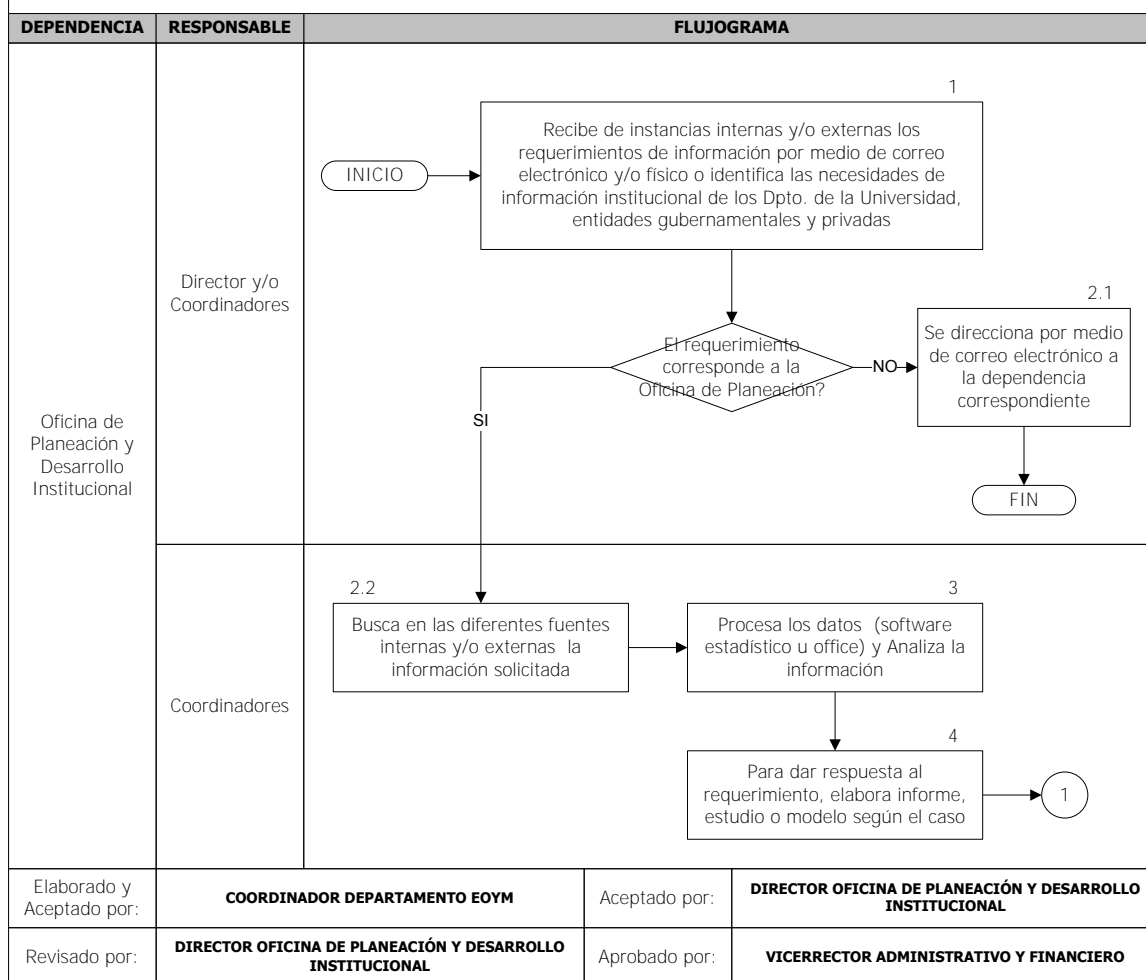 DEPENDENCIA
RESPONSABLE
FLUJOGRAMA
Oficina de
Planeación y
Desarrollo
Institucional
Director y/o
Coordinadores
INICIO
1
Recibe de instancias internas y/o externas los
requerimientos de información por medio de correo
electrónico y/o físico o identifica las necesidades de
información institucional de los Dpto. de la Universidad,
entidades gubernamentales y privadas
El requerimiento
corresponde a la
Oficina de Planeación?
NO
2.1
Se direcciona por medio
de correo electrónico a
la dependencia
correspondiente
FIN
SI
Coordinadores
2.2
Busca en las diferentes fuentes
internas y/o externas la
información solicitada
3
Procesa los datos (software
estadístico u office) y Analiza la
información
4
Para dar respuesta al
requerimiento, elabora informe,
estudio o modelo según el caso
1
Elaborado y
Aceptado por:
COORDINADOR DEPARTAMENTO EOYM
Aceptado por:
DIRECTOR OFICINA DE PLANEACIÓN Y DESARROLLO
INSTITUCIONAL
Revisado por:
DIRECTOR OFICINA DE PLANEACIÓN Y DESARROLLO
INSTITUCIONAL
Aprobado por:
VICERRECTOR ADMINISTRATIVO Y FINANCIERO